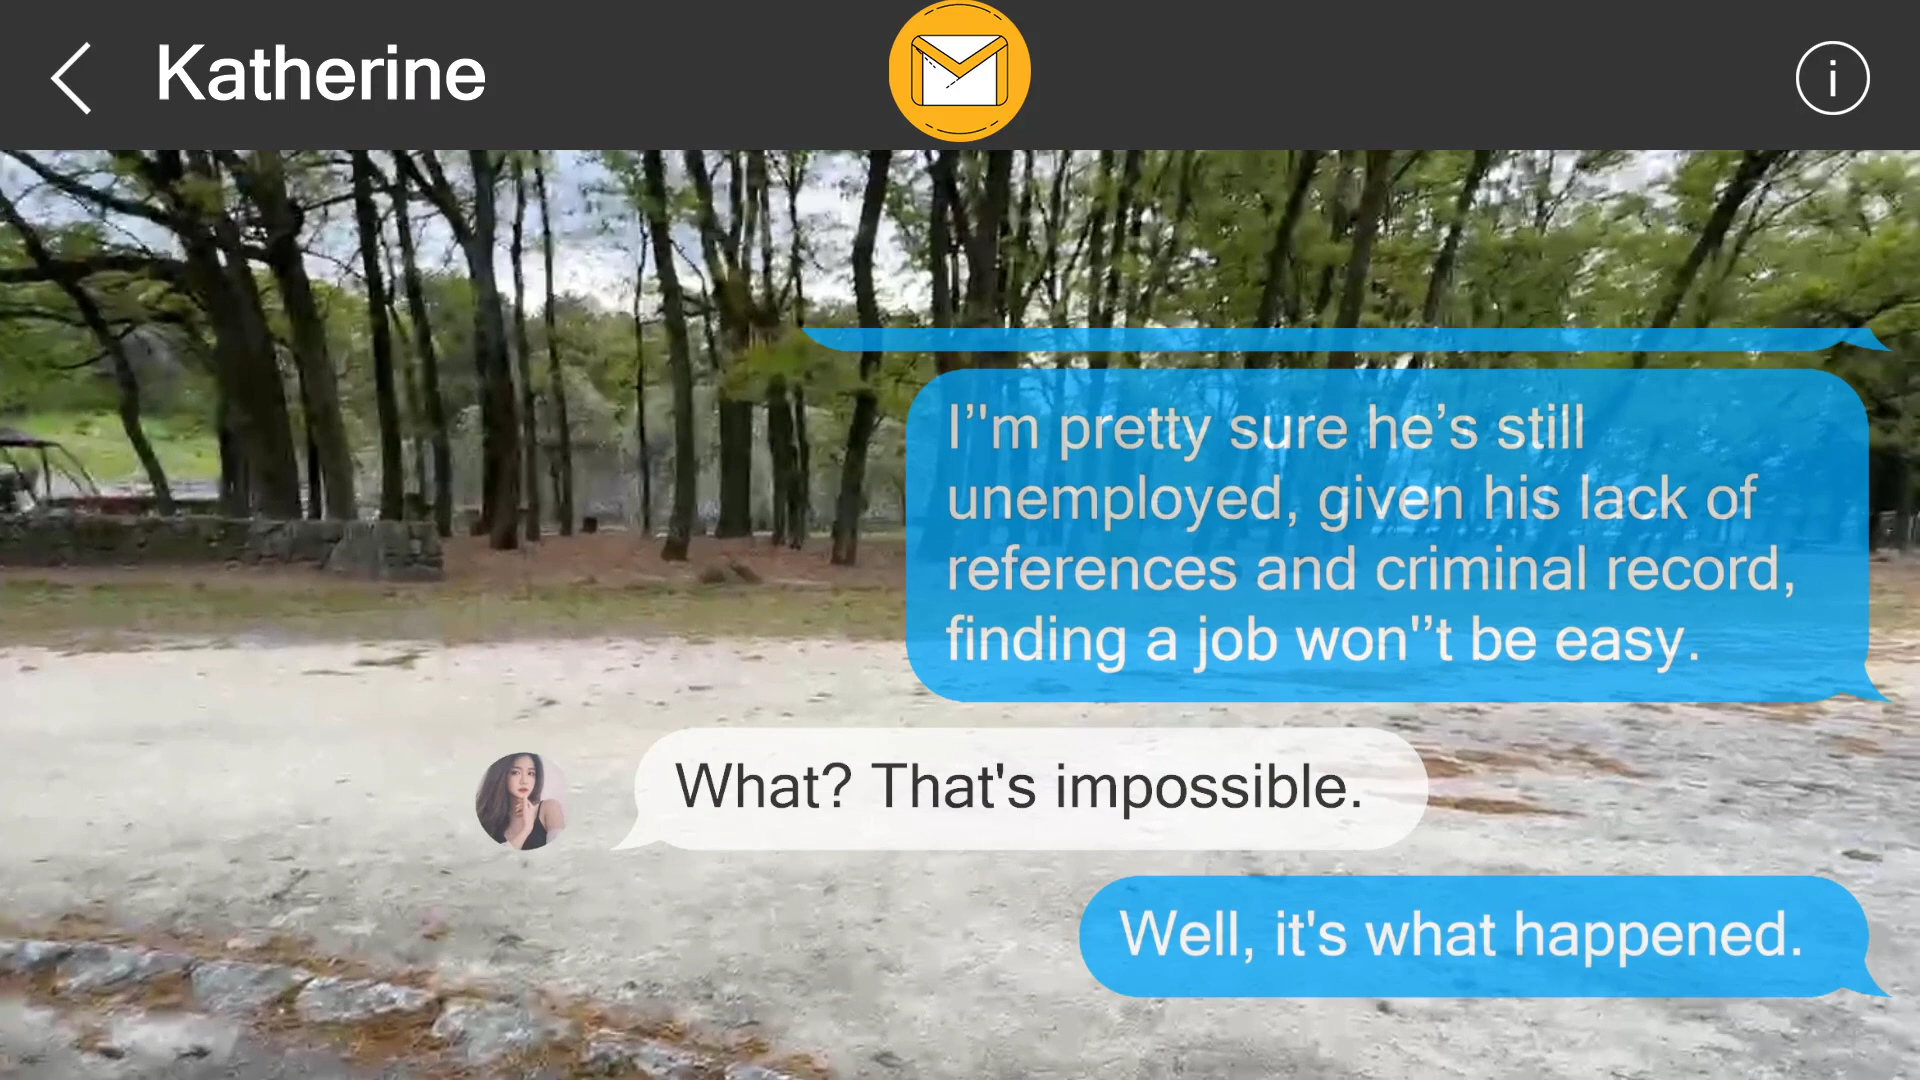 Katherine
i
I’"m pretty sure he’s still
unemployed, given his lack of
references and criminal record,
finding a job won"’t be easy.
What? That's impossible.
Well, it's what happened.